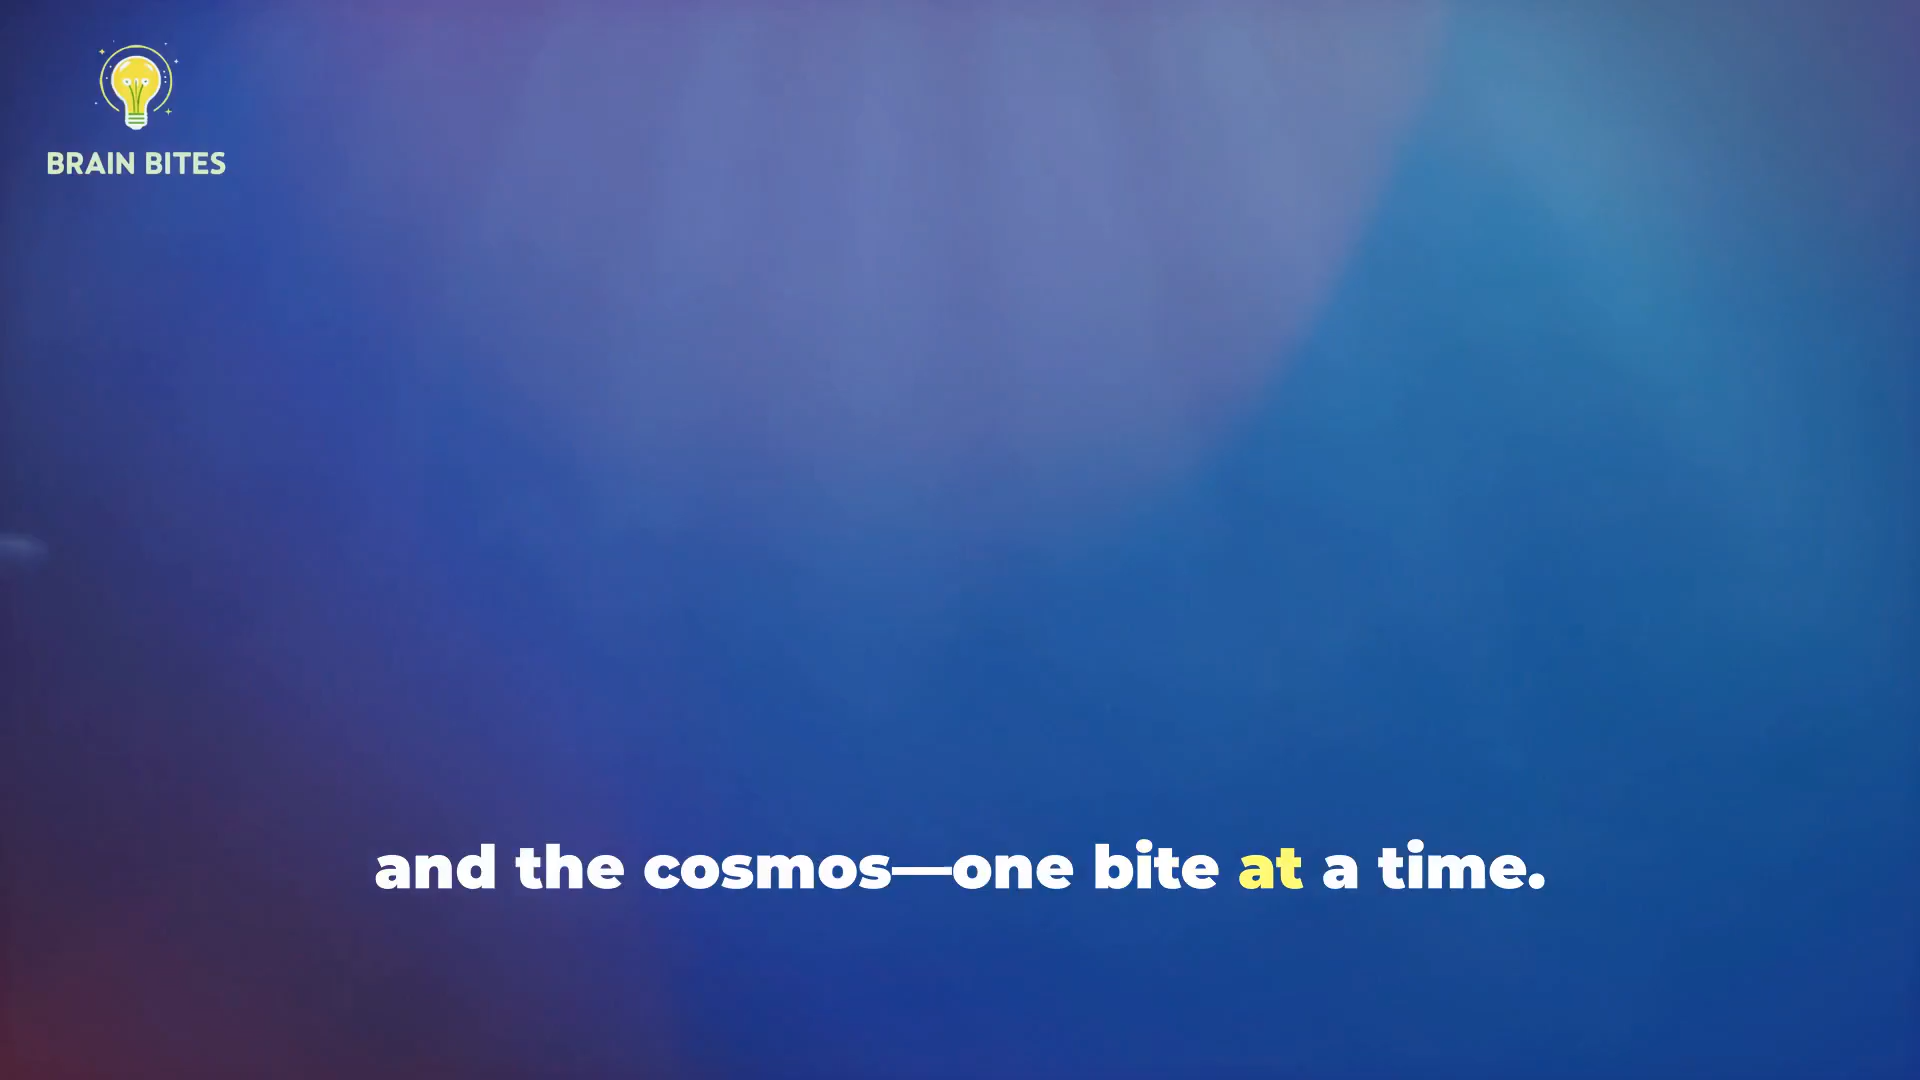 BRAIN BITES
and the cosmos—one bite at a time.